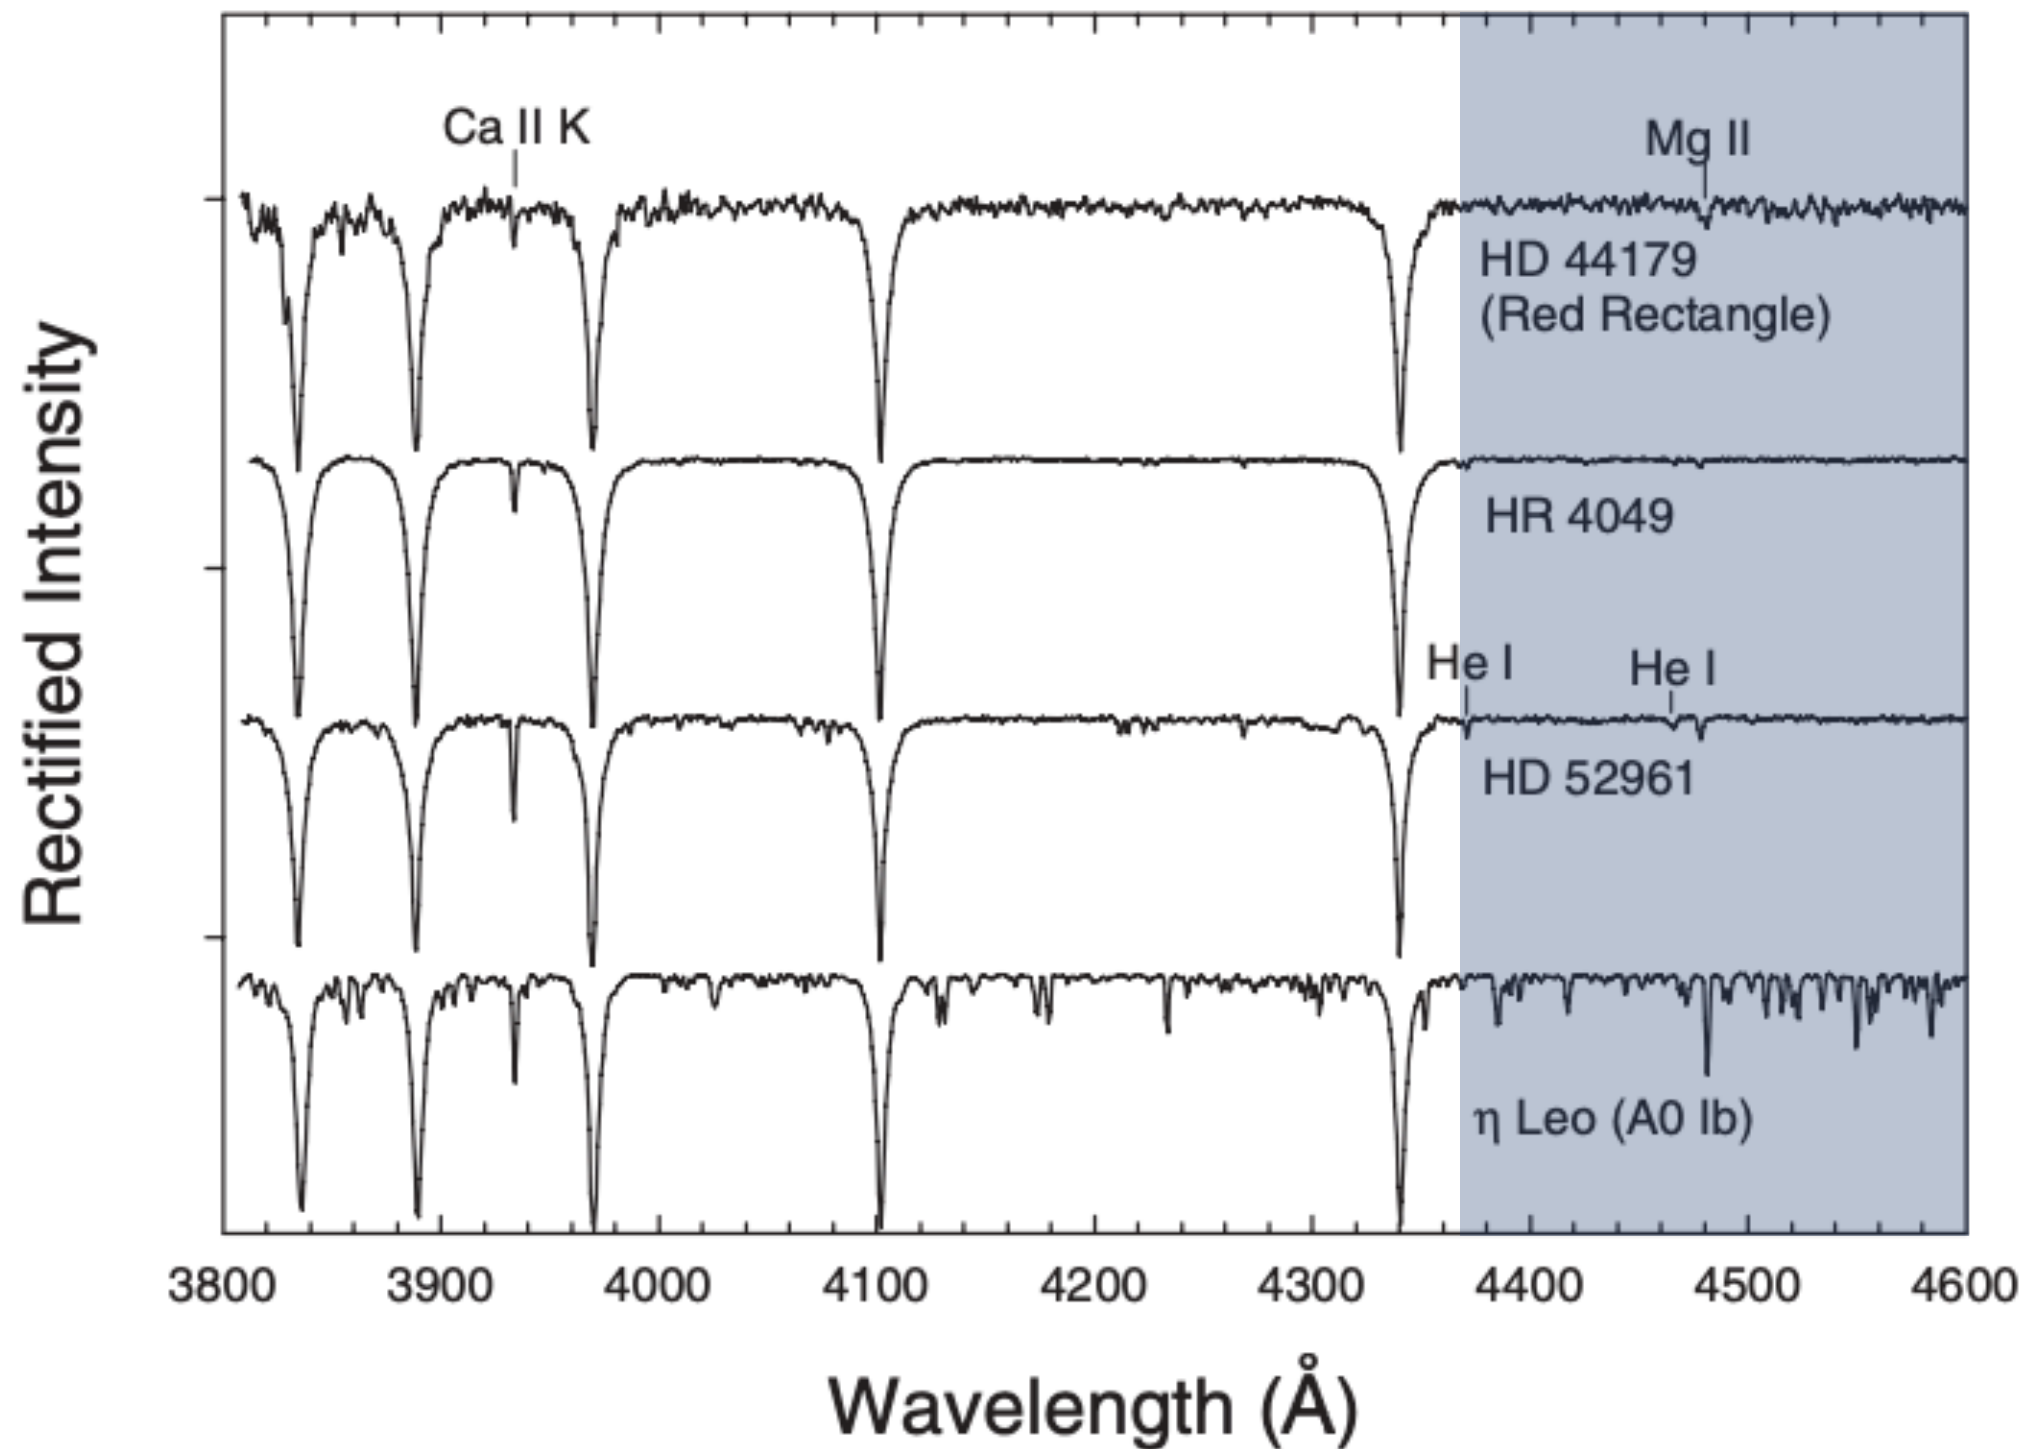 Ca II K
Mg II
HD 44179
(Red Rectangle)
HR 4049
He I
He I
HD 52961
η Leo (A0 Ib)
Rectified Intensity
3800
3900
4000
4100
4200
4300
4400
4500
4600
Wavelength (Å)